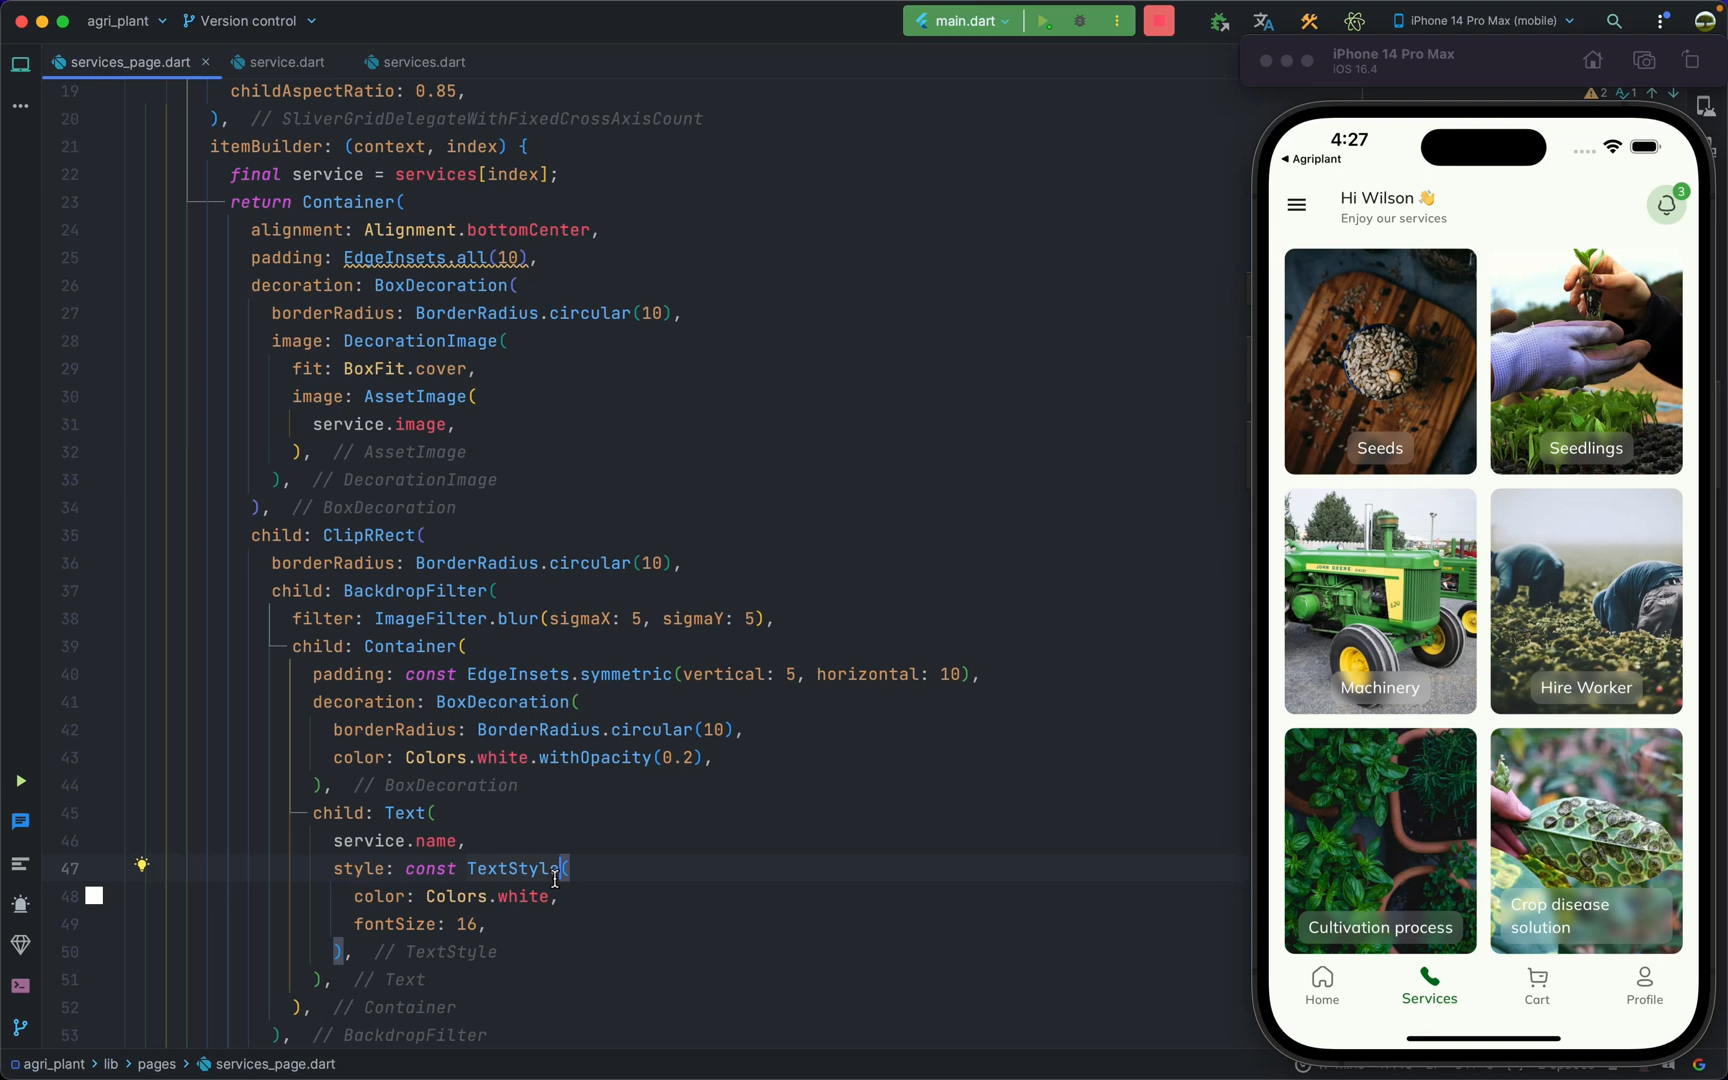 agri_plant
Version control
main.dart
iPhone 14 Pro Max (mobile)
services_page.dart
service.dart
services.dart
iPhone 14 Pro Max
iOS 16.4
2
1
19 childAspectRatio: 0.85,
20 ), // SliverGridDelegateWithFixedCrossAxisCount
21 itemBuilder: (context, index) {
22 final service = services[index];
23 return Container(
24 alignment: Alignment.bottomCenter,
25 padding: EdgeInsets.all(10),
26 decoration: BoxDecoration(
27 borderRadius: BorderRadius.circular(10),
28 image: DecorationImage(
29 fit: BoxFit.cover,
30 image: AssetImage(
31 service.image,
32 ), // AssetImage
33 ), // DecorationImage
34 ), // BoxDecoration
35 child: ClipRRect(
36 borderRadius: BorderRadius.circular(10),
37 child: BackdropFilter(
38 filter: ImageFilter.blur(sigmaX: 5, sigmaY: 5),
39 child: Container(
40 padding: const EdgeInsets.symmetric(vertical: 5, horizontal: 10),
41 decoration: BoxDecoration(
42 borderRadius: BorderRadius.circular(10),
43 color: Colors.white.withOpacity(0.2),
44 ), // BoxDecoration
45 child: Text(
46 service.name,
47 style: const TextStyle(
48 color: Colors.white,
49 fontSize: 16,
50 ), // TextStyle
51 ), // Text
52 ), // Container
53 ), // BackdropFilter
agri_plant > lib > pages > services_page.dart
4:27
Agriplant
Hi Wilson 👋
Enjoy our services
3
Seeds
Seedlings
JOHN DEERE
Machinery
Hire Worker
Cultivation process
Crop disease
solution
Home
Services
Cart
Profile